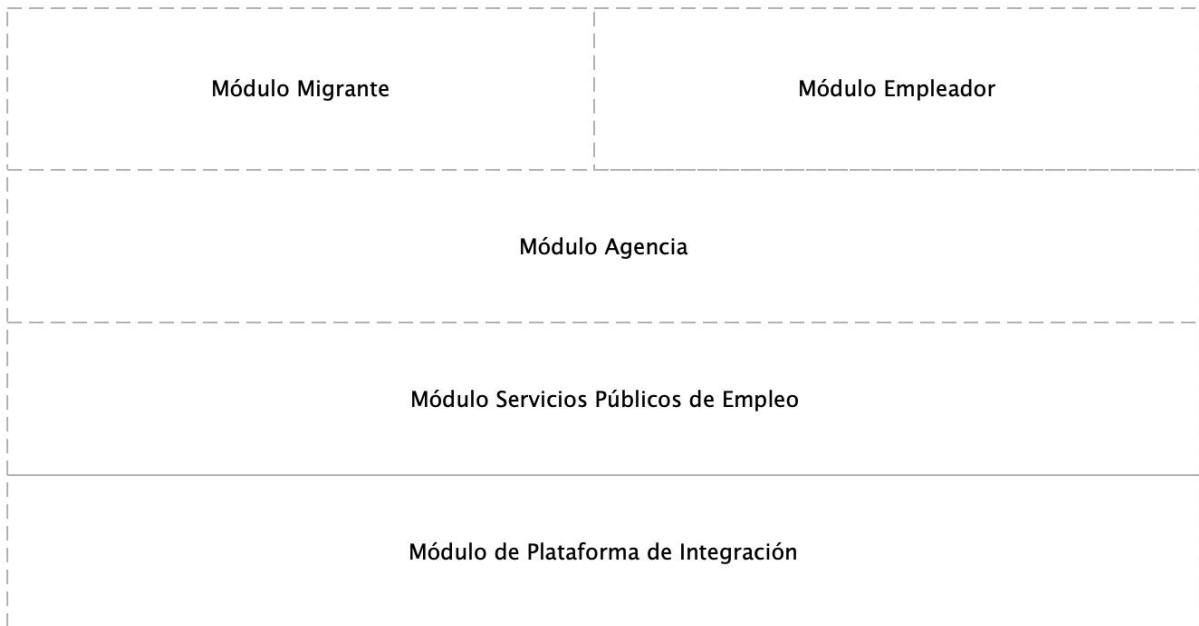 Módulo Migrante
Módulo Empleador
Módulo Agencia
Módulo Servicios Públicos de Empleo
Módulo de Plataforma de Integración